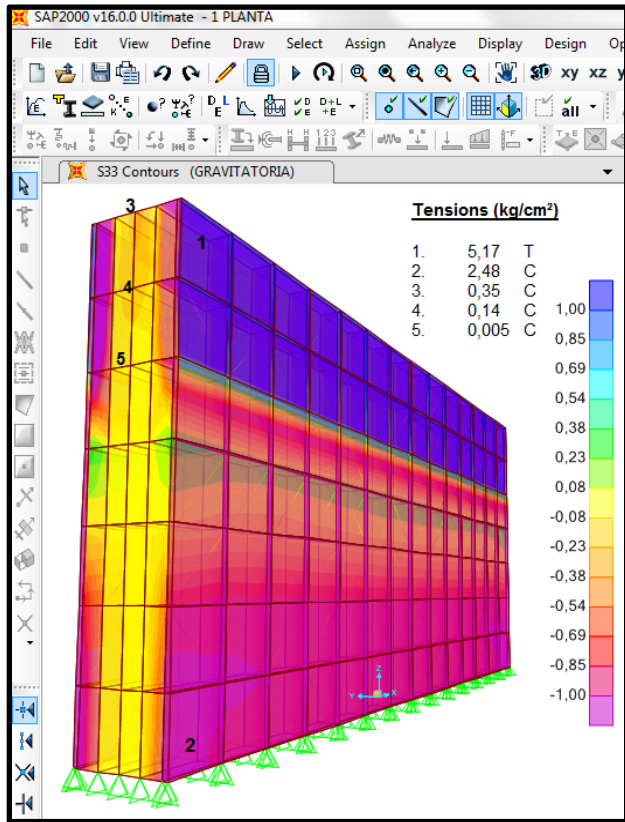 SAP2000 v16.0.0 Ultimate - 1 PLANTA
File Edit View Define Draw Select Assign Analyze Display Design Op
3D xy xz y
all
S33 Contours (GRAVITATORIA)
Tensions (kg/cm²)
1. 5,17 T
2. 2,48 C
3. 0,35 C
4. 0,14 C
5. 0,005 C
3
1
4
5
2
Z
Y X
1,00
0,85
0,69
0,54
0,38
0,23
0,08
-0,08
-0,23
-0,38
-0,54
-0,69
-0,85
-1,00